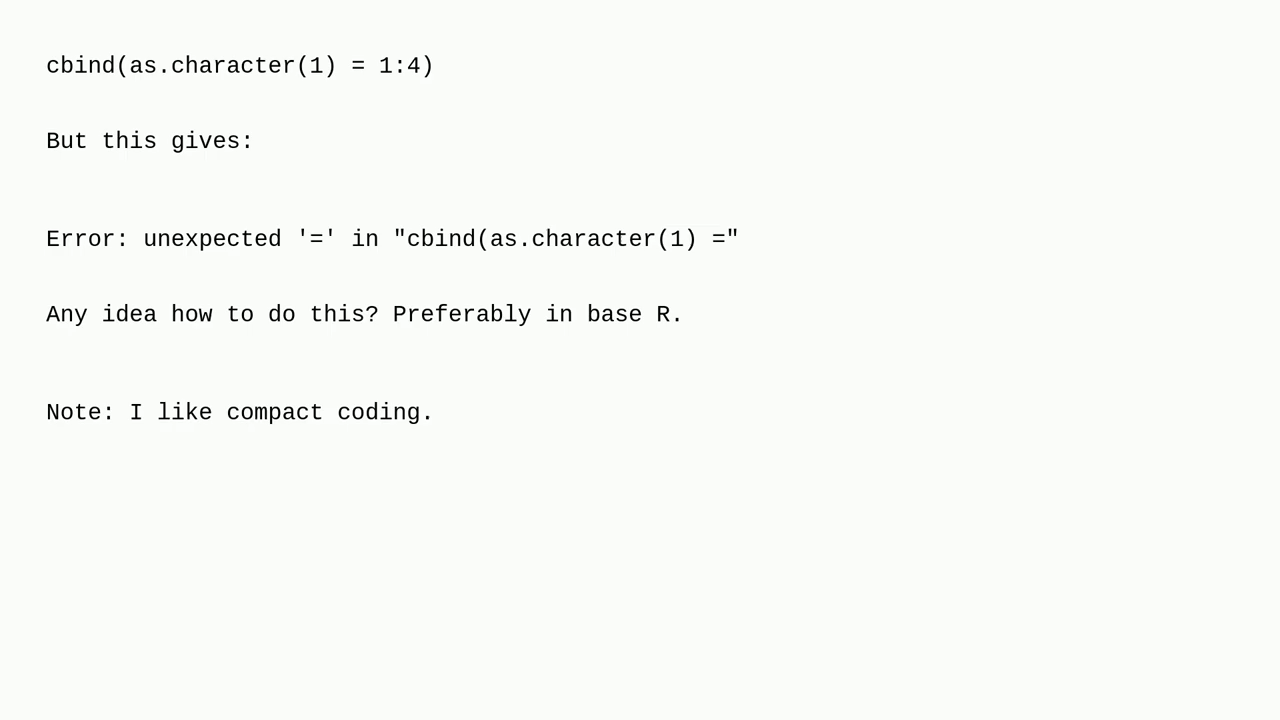 cbind(as.character(1) = 1:4)
But this gives:
Error: unexpected '=' in "cbind(as.character(1) ="
Any idea how to do this? Preferably in base R.
Note: I like compact coding.